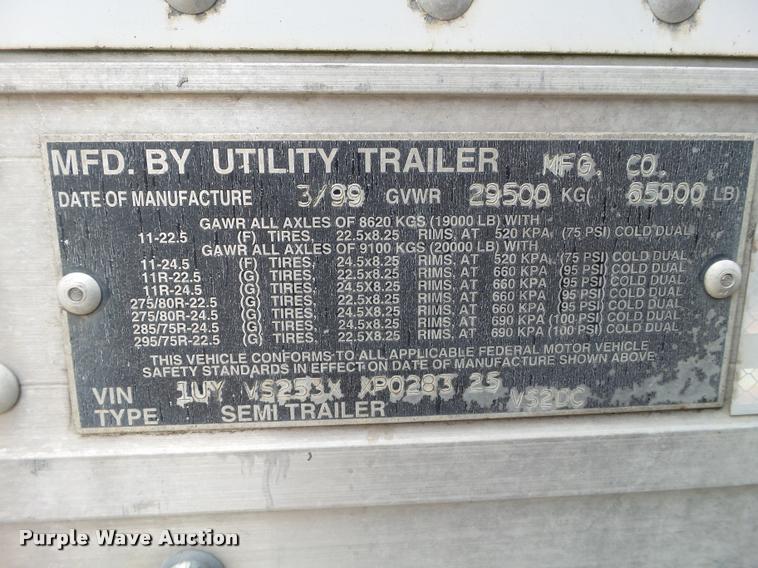 MFD. BY UTILITY TRAILER MFG. CO.
DATE OF MANUFACTURE 3/99 GVWR 29500 KG( 65000 LB)
GAWR ALL AXLES OF 8620 KGS (19000 LB) WITH
11-22.5 (F) TIRES, 22.5x8.25 RIMS, AT 520 KPA (75 PSI) COLD DUAL
GAWR ALL AXLES OF 9100 KGS (20000 LB) WITH
11-24.5 (F) TIRES, 24.5x8.25 RIMS, AT 520 KPA (75 PSI) COLD DUAL
11R-22.5 (G) TIRES, 22.5x8.25 RIMS, AT 660 KPA (95 PSI) COLD DUAL
11R-24.5 (G) TIRES, 24.5x8.25 RIMS, AT 660 KPA (95 PSI) COLD DUAL
275/80R-22.5 (G) TIRES, 22.5x8.25 RIMS, AT 660 KPA (95 PSI) COLD DUAL
275/80R-24.5 (G) TIRES, 24.5x8.25 RIMS, AT 660 KPA (95 PSI) COLD DUAL
285/75R-24.5 (G) TIRES, 24.5x8.25 RIMS, AT 690 KPA (100 PSI) COLD DUAL
295/75R-22.5 (G) TIRES, 22.5x8.25 RIMS, AT 690 KPA (100 PSI) COLD DUAL
THIS VEHICLE CONFORMS TO ALL APPLICABLE FEDERAL MOTOR VEHICLE
SAFETY STANDARDS IN EFFECT ON DATE OF MANUFACTURE SHOWN ABOVE
VIN 1UY VS253X XP0283 25
TYPE SEMI TRAILER VS2DC
Purple Wave Auction